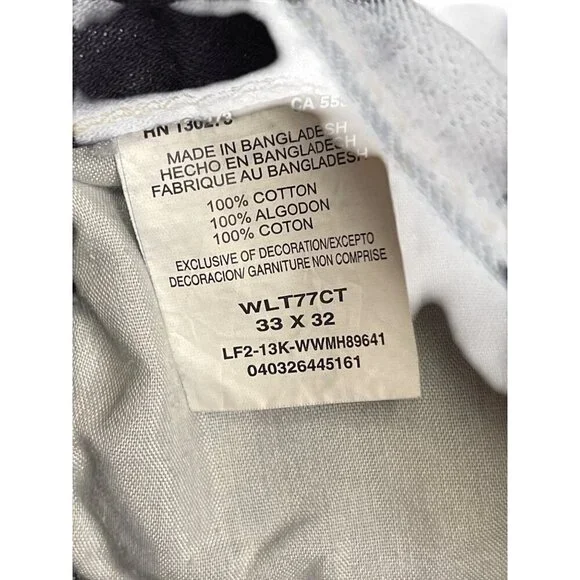 CA 55
RN 130273
MADE IN BANGLADESH
HECHO EN BANGLADESH
FABRIQUE AU BANGLADESH
100% COTTON
100% ALGODON
100% COTON
EXCLUSIVE OF DECORATION/EXCEPTO
DECORACION/ GARNITURE NON COMPRISE
WLT77CT
33 X 32
LF2-13K-WWMH89641
040326445161